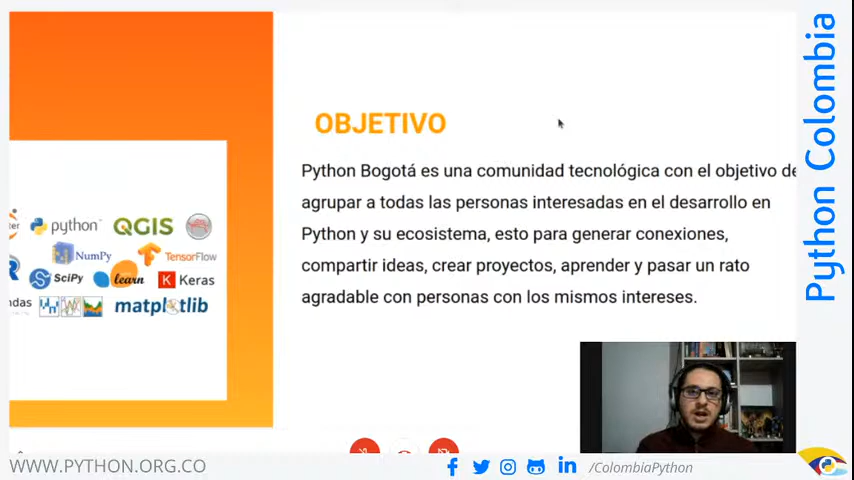 OBJETIVO
Python Bogotá es una comunidad tecnológica con el objetivo de
agrupar a todas las personas interesadas en el desarrollo en
Python y su ecosistema, esto para generar conexiones,
compartir ideas, crear proyectos, aprender y pasar un rato
agradable con personas con los mismos intereses.
python
QGIS
NumPy
TensorFlow
SciPy
learn
Keras
matplotlib
Python Colombia
WWW.PYTHON.ORG.CO
/ColombiaPython